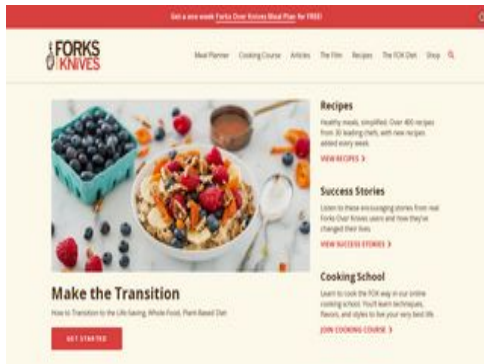 Get a one week Forks Over Knives Meal Plan for FREE!
FORKS
KNIVES
Meal Planner Cooking Course Articles The Film Recipes The FOK Diet Shop
Recipes
Healthy meals, simplified. Over 400 recipes
from 30 leading chefs, with new recipes
added every week.
VIEW RECIPES >
Success Stories
Listen to these encouraging stories from real
Forks Over Knives users and how they've
changed their lives.
VIEW SUCCESS STORIES >
Cooking School
Learn to cook the FOK way in our online
cooking school. You'll learn techniques,
flavors, and styles to live your very best life.
JOIN COOKING COURSE >
Make the Transition
How to Transition to the Life-Saving, Whole-Food, Plant-Based Diet
GET STARTED